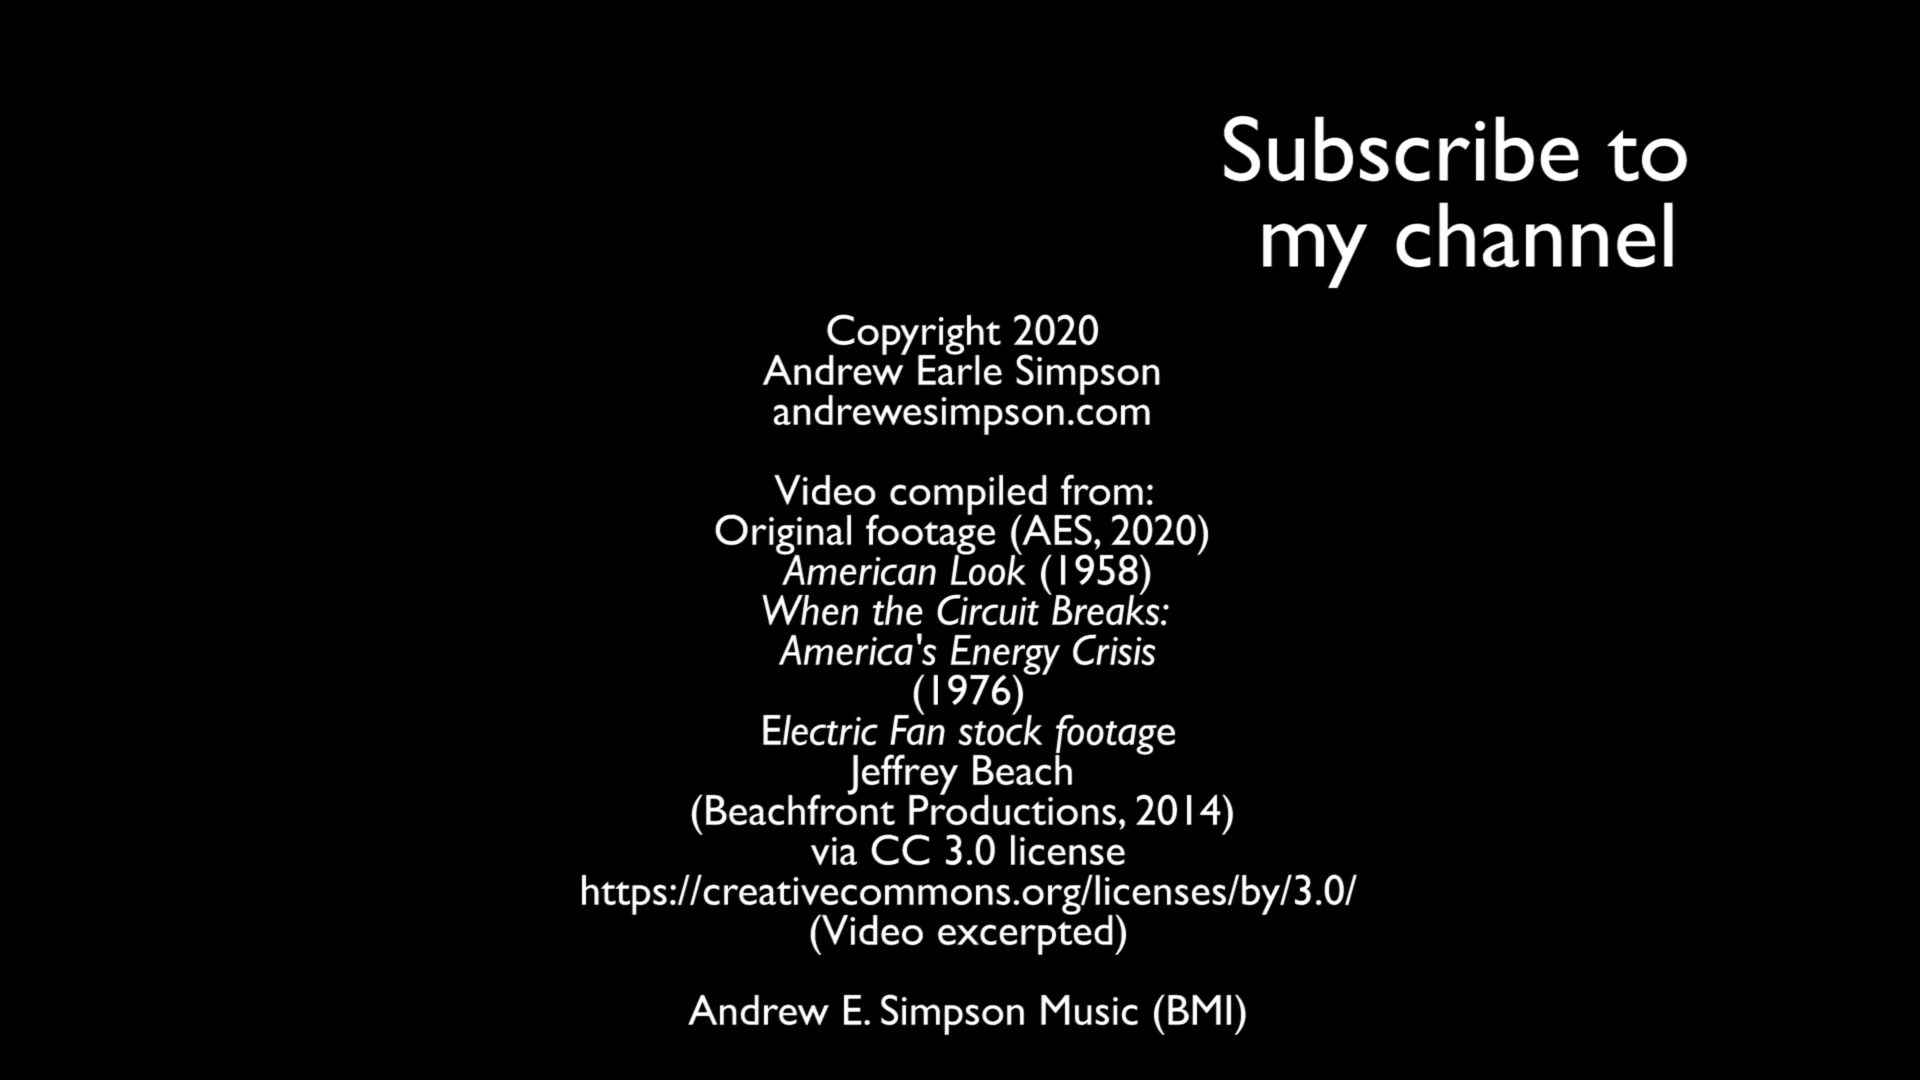 Subscribe to
my channel
Copyright 2020
Andrew Earle Simpson
andrewesimpson.com
Video compiled from:
Original footage (AES, 2020)
American Look (1958)
When the Circuit Breaks:
America's Energy Crisis
(1976)
Electric Fan stock footage
Jeffrey Beach
(Beachfront Productions, 2014)
via CC 3.0 license
https://creativecommons.org/licenses/by/3.0/
(Video excerpted)
Andrew E. Simpson Music (BMI)